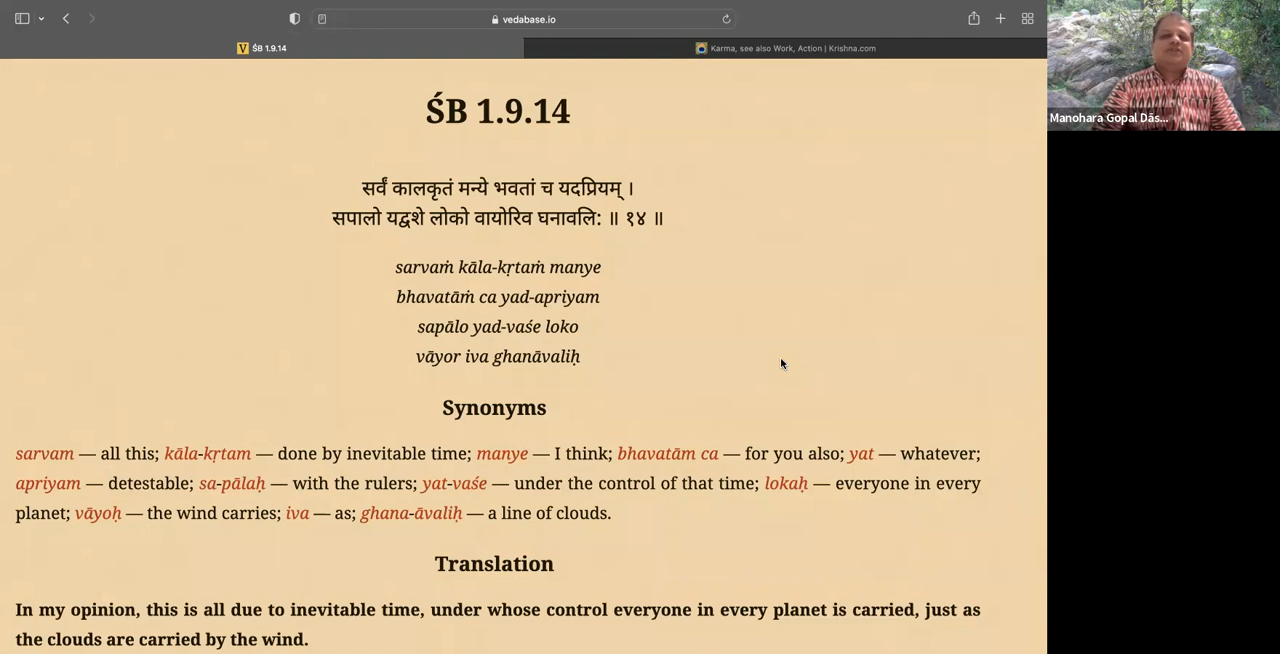 vedabase.io
ŚB 1.9.14
Karma, see also Work, Action | Krishna.com
Manohara Gopal Dās...
ŚB 1.9.14
सर्वं कालकृतं मन्ये भवतां च यदप्रियम् ।
सपालो यद्वशे लोको वायोरिव घनावलि: ॥ १४ ॥
sarvaṁ kāla-kṛtaṁ manye
bhavatāṁ ca yad-apriyam
sapālo yad-vaśe loko
vāyor iva ghanāvaliḥ
Synonyms
sarvam — all this; kāla-kṛtam — done by inevitable time; manye — I think; bhavatām ca — for you also; yat — whatever;
apriyam — detestable; sa-pālaḥ — with the rulers; yat-vaśe — under the control of that time; lokaḥ — everyone in every
planet; vāyoḥ — the wind carries; iva — as; ghana-āvaliḥ — a line of clouds.
Translation
In my opinion, this is all due to inevitable time, under whose control everyone in every planet is carried, just as
the clouds are carried by the wind.